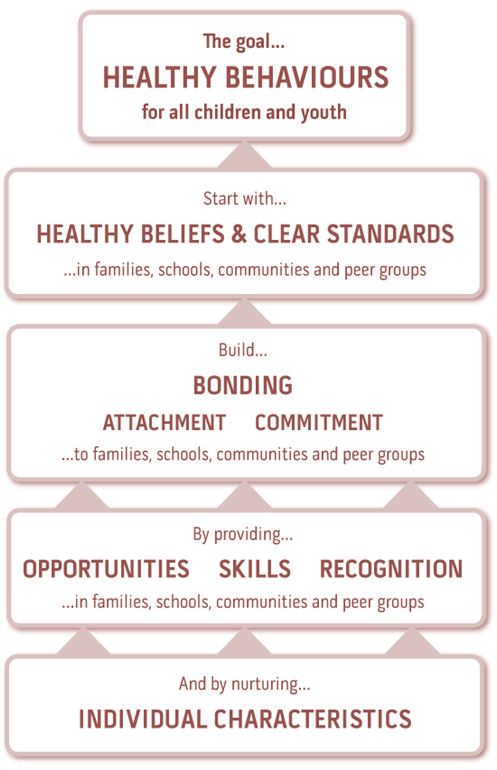 The goal...
HEALTHY BEHAVIOURS
for all children and youth
Start with...
HEALTHY BELIEFS & CLEAR STANDARDS
...in families, schools, communities and peer groups
Build...
BONDING
ATTACHMENT COMMITMENT
...to families, schools, communities and peer groups
By providing...
OPPORTUNITIES SKILLS RECOGNITION
...in families, schools, communities and peer groups
And by nurturing...
INDIVIDUAL CHARACTERISTICS